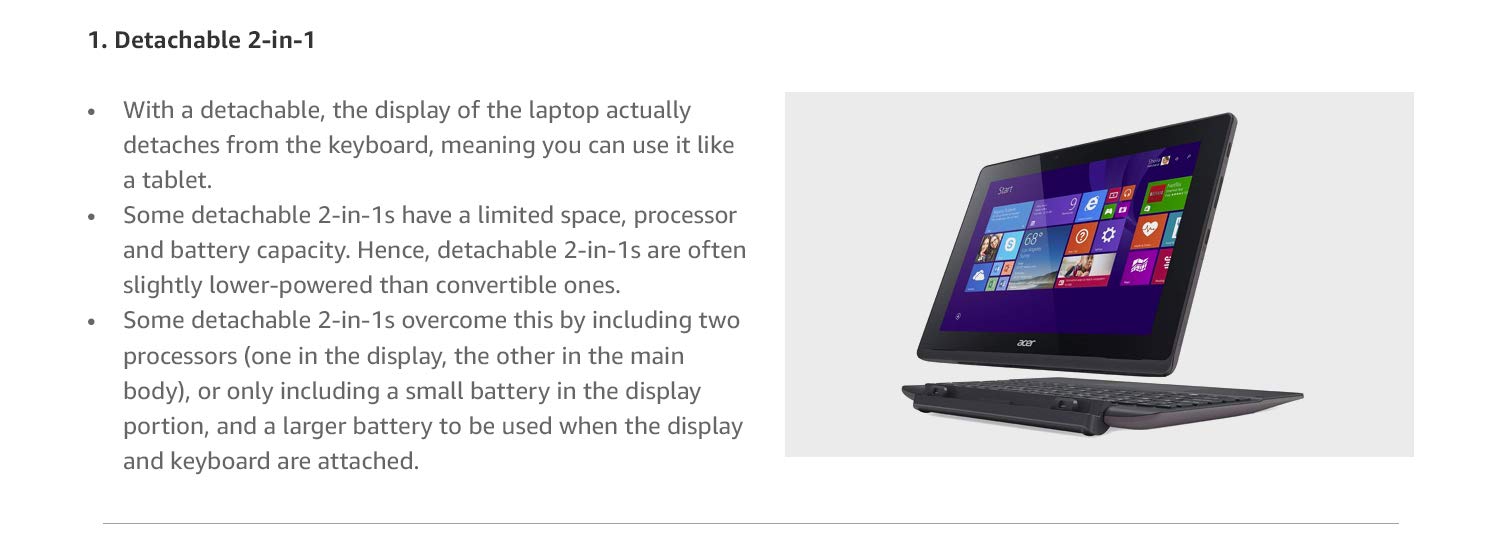 1. Detachable 2-in-1
• With a detachable, the display of the laptop actually
detaches from the keyboard, meaning you can use it like
a tablet.
• Some detachable 2-in-1s have a limited space, processor
and battery capacity. Hence, detachable 2-in-1s are often
slightly lower-powered than convertible ones.
• Some detachable 2-in-1s overcome this by including two
processors (one in the display, the other in the main
body), or only including a small battery in the display
portion, and a larger battery to be used when the display
and keyboard are attached.
Start
9
68°
Netflix
acer